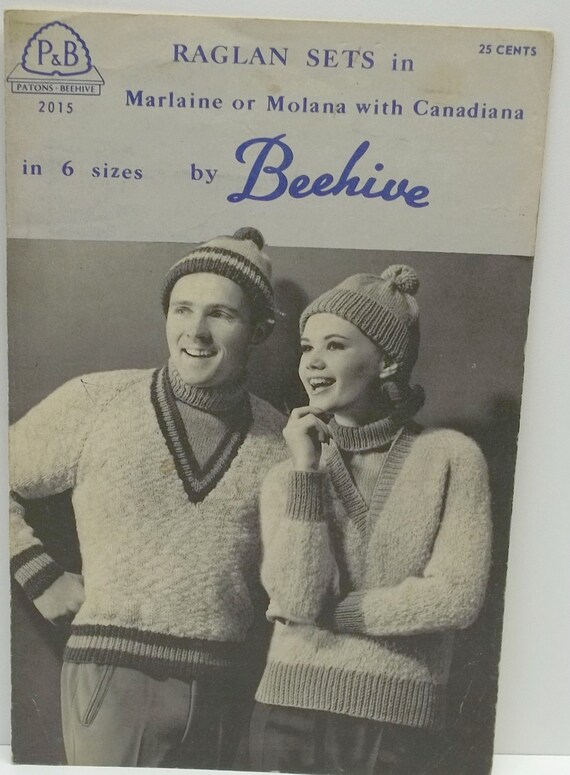 P&B
PATONS - BEEHIVE
2015
RAGLAN SETS in
25 CENTS
Marlaine or Molana with Canadiana
in 6 sizes by Beehive